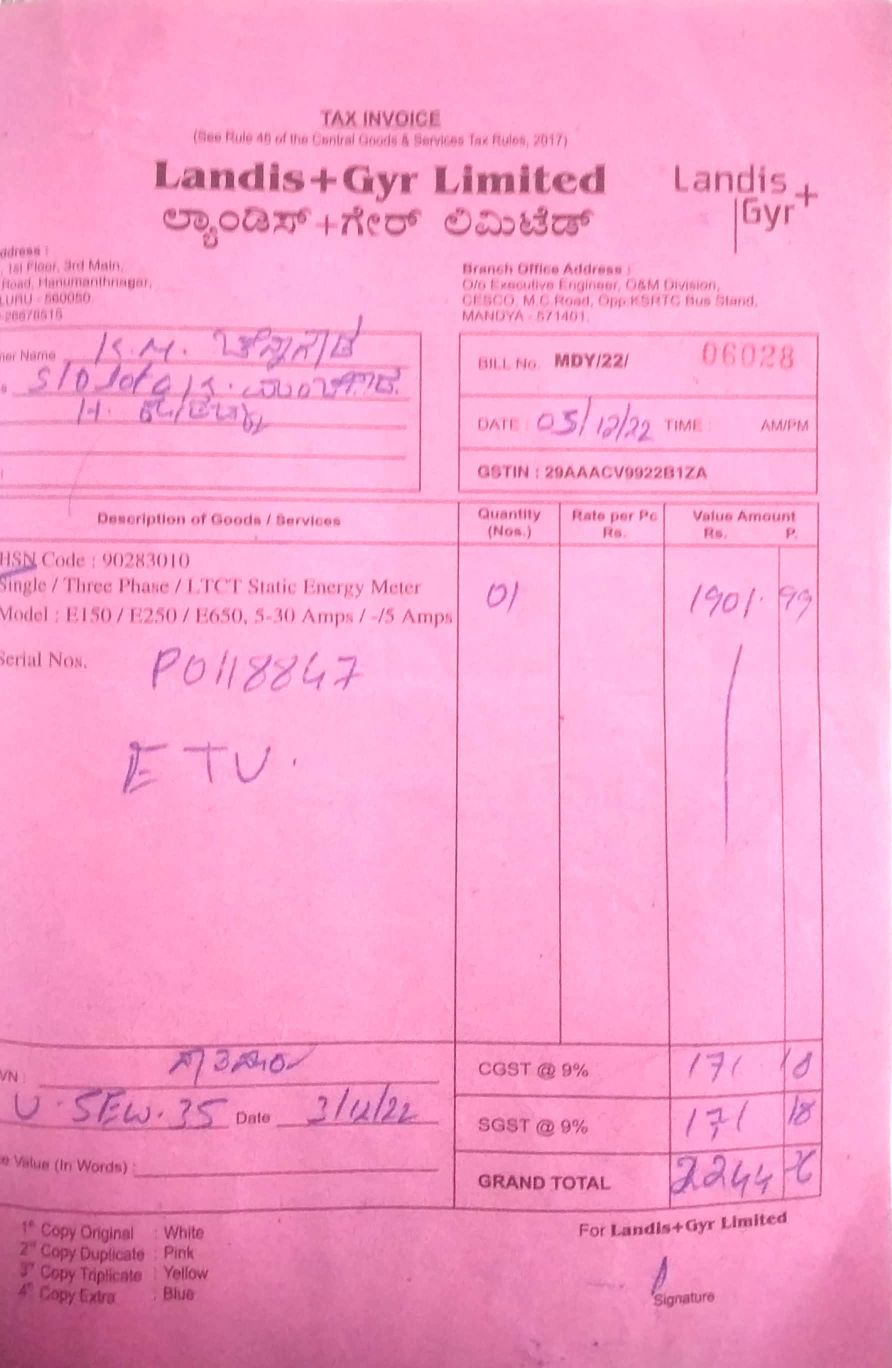 TAX INVOICE
(See Rule 46 of the Central Goods & Services Tax Rules, 2017)
Landis+Gyr Limited
Landis+
Gyr
ಲ್ಯಾಂಡಿಸ್+ಗೇರ್ ಲಿಮಿಟೆಡ್
ddress :
, 1st Floor, 3rd Main,
Road, Hanumanthnagar,
LURU - 560050
-26678615
Branch Office Address :
O/o Executive Engineer, O&M Division,
CESCO, M.C.Road, Opp.KSRTC Bus Stand,
MANDYA - 571401.
er Name K.M.
S/O
H.
BILL No. MDY/22/ 06028
DATE : 05/12/22 TIME : AM/PM
GSTIN : 29AAACV9922B1ZA
Description of Goods / Services Quantity (Nos.) Rate per Pc Rs. Value Amount Rs. P.
HSN Code : 90283010
Single / Three Phase / LTCT Static Energy Meter
Model : E150 / E250 / E650, 5-30 Amps / -/5 Amps
01 1901. 99
Serial Nos. P0118847
ETV.
VN :
CGST @ 9% 171 18
U. SEW. 35 Date 3/12/22
SGST @ 9% 171 18
e Value (In Words) :
GRAND TOTAL 2244
1st Copy Original : White
2nd Copy Duplicate : Pink
3rd Copy Triplicate : Yellow
4th Copy Extra : Blue
For Landis+Gyr Limited
Signature